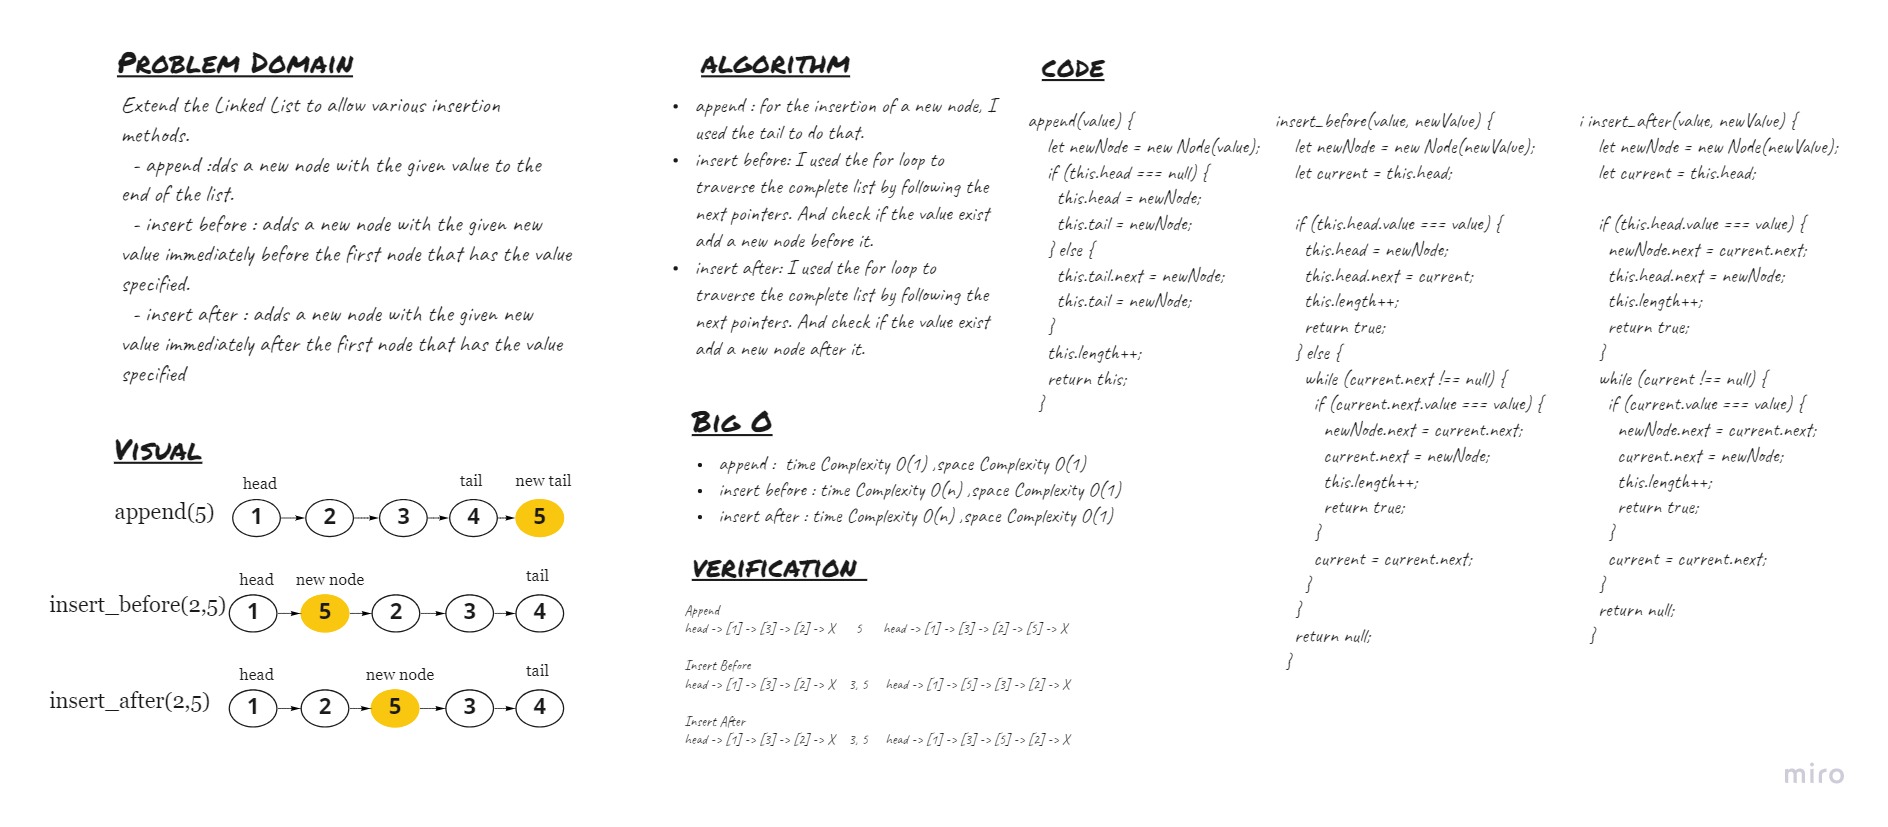 PROBLEM DOMAIN
Extend the Linked List to allow various insertion
methods.
- append :dds a new node with the given value to the
end of the list.
- insert before : adds a new node with the given new
value immediately before the first node that has the value
specified.
- insert after : adds a new node with the given new
value immediately after the first node that has the value
specified
VISUAL
head tail new tail
append(5) 1 2 3 4 5
head new node tail
insert_before(2,5) 1 5 2 3 4
head new node tail
insert_after(2,5) 1 2 5 3 4
ALGORITHM
• append : for the insertion of a new node, I
used the tail to do that.
• insert before: I used the for loop to
traverse the complete list by following the
next pointers. And check if the value exist
add a new node before it.
• insert after: I used the for loop to
traverse the complete list by following the
next pointers. And check if the value exist
add a new node after it.
BIG O
• append : time Complexity O(1) ,space Complexity O(1)
• insert before : time Complexity O(n) ,space Complexity O(1)
• insert after : time Complexity O(n) ,space Complexity O(1)
VERIFICATION
Append
head -> [1] -> [3] -> [2] -> X 5 head -> [1] -> [3] -> [2] -> [5] -> X
Insert Before
head -> [1] -> [3] -> [2] -> X 3, 5 head -> [1] -> [5] -> [3] -> [2] -> X
Insert After
head -> [1] -> [3] -> [2] -> X 3, 5 head -> [1] -> [3] -> [5] -> [2] -> X
CODE
append(value) {
let newNode = new Node(value);
if (this.head === null) {
this.head = newNode;
this.tail = newNode;
} else {
this.tail.next = newNode;
this.tail = newNode;
}
this.length++;
return this;
}
insert_before(value, newValue) {
let newNode = new Node(newValue);
let current = this.head;
if (this.head.value === value) {
this.head = newNode;
this.head.next = current;
this.length++;
return true;
} else {
while (current.next !== null) {
if (current.next.value === value) {
newNode.next = current.next;
current.next = newNode;
this.length++;
return true;
}
current = current.next;
}
}
return null;
}
i insert_after(value, newValue) {
let newNode = new Node(newValue);
let current = this.head;
if (this.head.value === value) {
newNode.next = current.next;
this.head.next = newNode;
this.length++;
return true;
}
while (current !== null) {
if (current.value === value) {
newNode.next = current.next;
current.next = newNode;
this.length++;
return true;
}
current = current.next;
}
return null;
}
miro